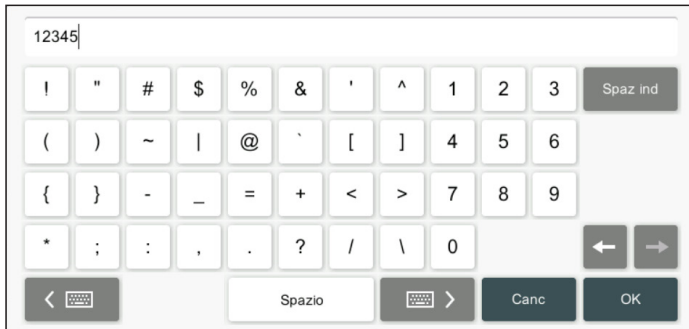 12345
! " # $ % & ' ^ 1 2 3 Spaz ind
( ) ~ | @ ` [ ] 4 5 6
{ } - _ = + < > 7 8 9
* ; : , . ? / \ 0
Spazio Canc OK